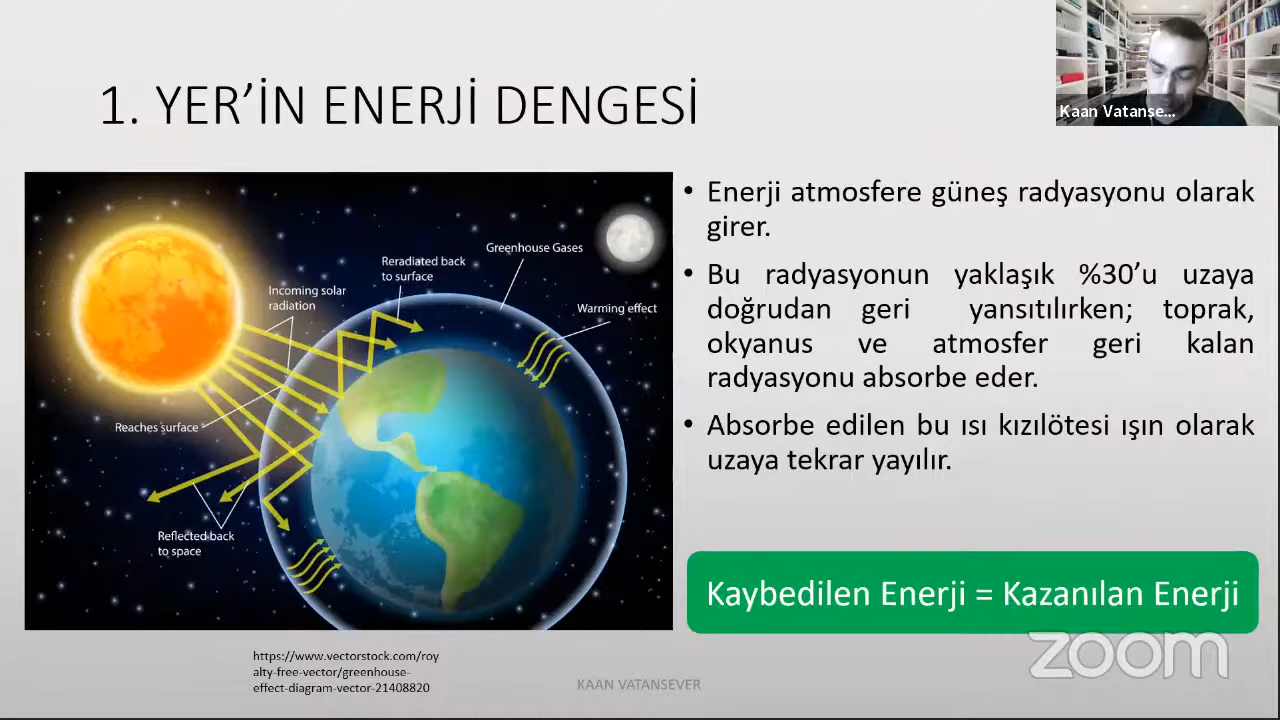 1. YER’İN ENERJİ DENGESİ
Kaan Vatanse...
Greenhouse Gases
Reradiated back
to surface
Incoming solar
radiation
Warming effect
Reaches surface
Reflected back
to space
• Enerji atmosfere güneş radyasyonu olarak
girer.
• Bu radyasyonun yaklaşık %30’u uzaya
doğrudan geri yansıtılırken; toprak,
okyanus ve atmosfer geri kalan
radyasyonu absorbe eder.
• Absorbe edilen bu ısı kızılötesi ışın olarak
uzaya tekrar yayılır.
Kaybedilen Enerji = Kazanılan Enerji
zoom
https://www.vectorstock.com/roy
alty-free-vector/greenhouse-
effect-diagram-vector-21408820
KAAN VATANSEVER